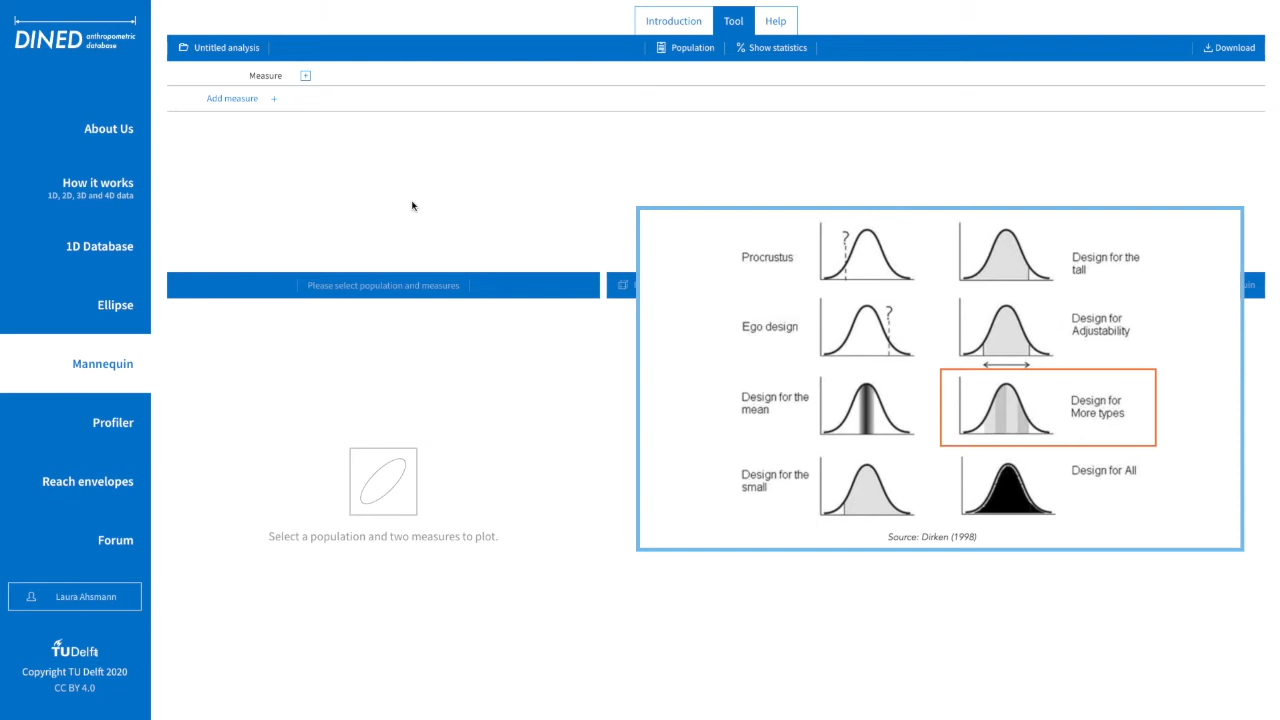 DINED anthropometric database
About Us
How it works
1D, 2D, 3D and 4D data
1D Database
Ellipse
Mannequin
Profiler
Reach envelopes
Forum
Laura Ahsmann
TUDelft
Copyright TU Delft 2020
CC BY 4.0
Introduction
Tool
Help
Untitled analysis
Population
Show statistics
Download
Measure
Add measure +
Please select population and measures
Select a population and two measures to plot.
Procrustus
?
Design for the
tall
Ego design
?
Design for
Adjustability
Design for the
mean
Design for
More types
Design for the
small
Design for All
Source: Dirken (1998)